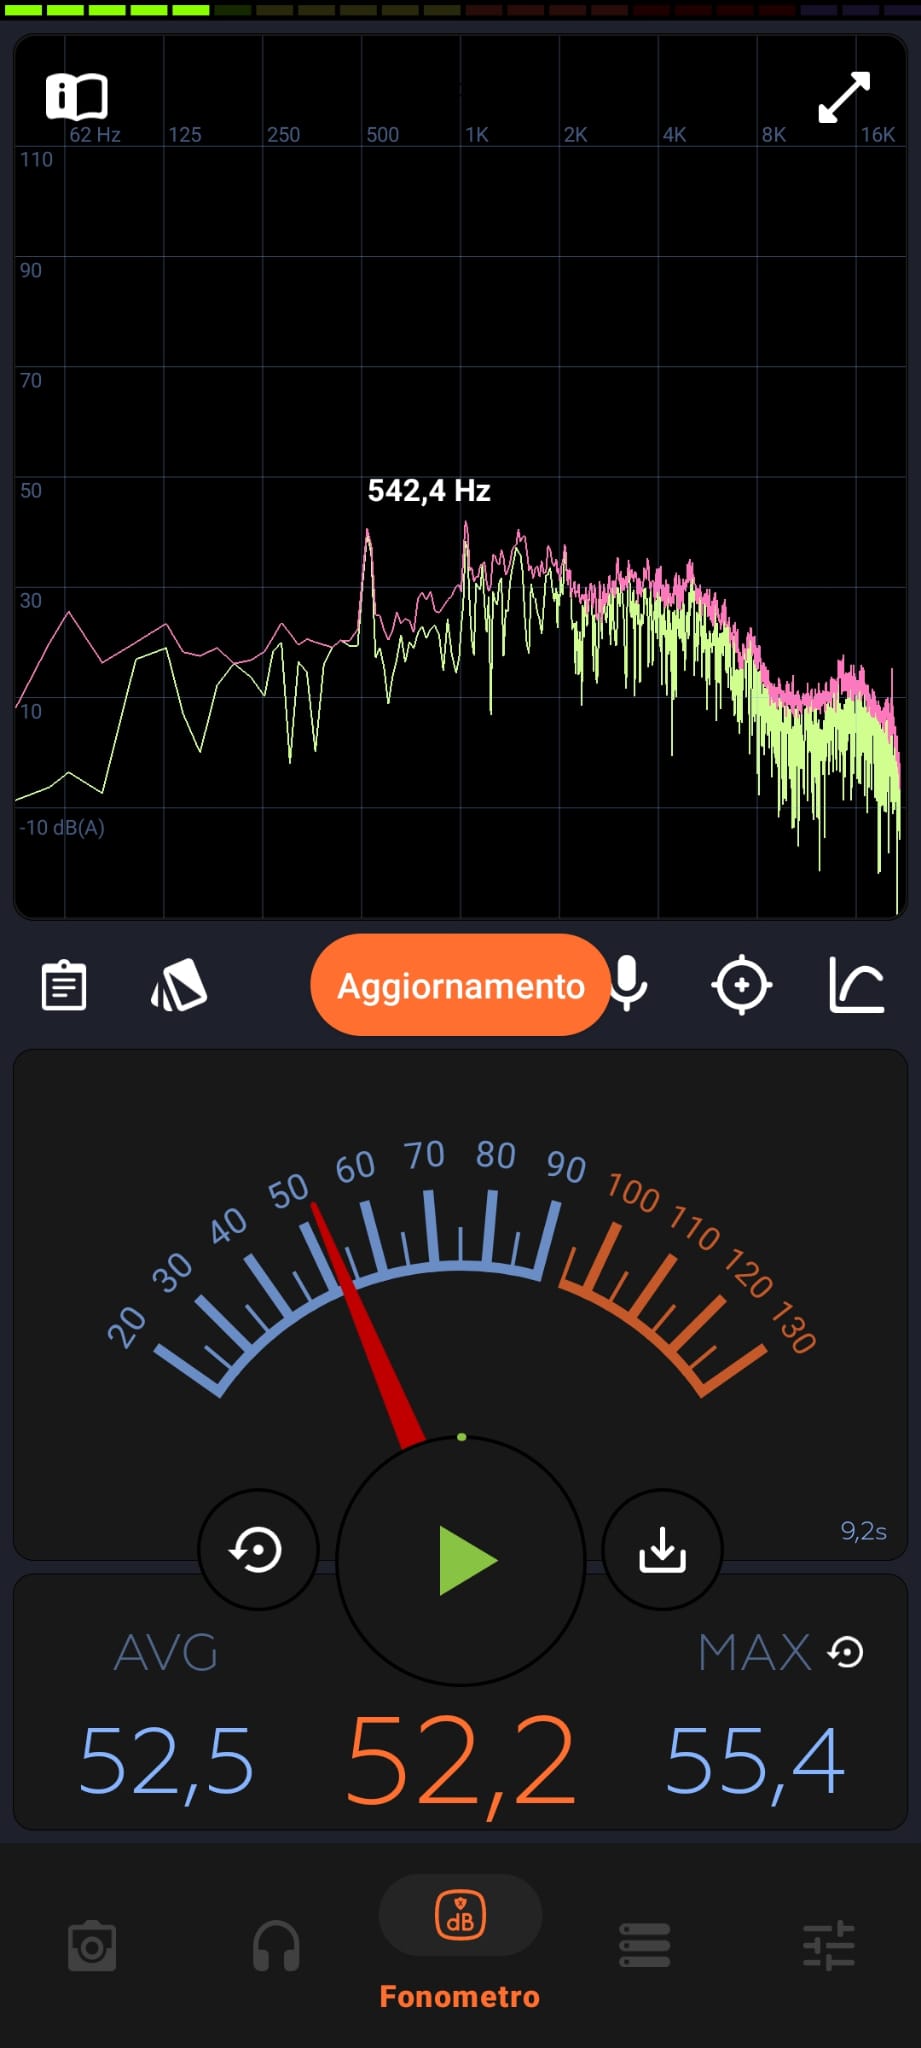 62 Hz 125 250 500 1K 2K 4K 8K 16K
110
90
70
50
542,4 Hz
30
10
-10 dB(A)
Aggiornamento
20 30 40 50 60 70 80 90 100 110 120 130
9,2s
AVG MAX
52,5 52,2 55,4
dB
Fonometro